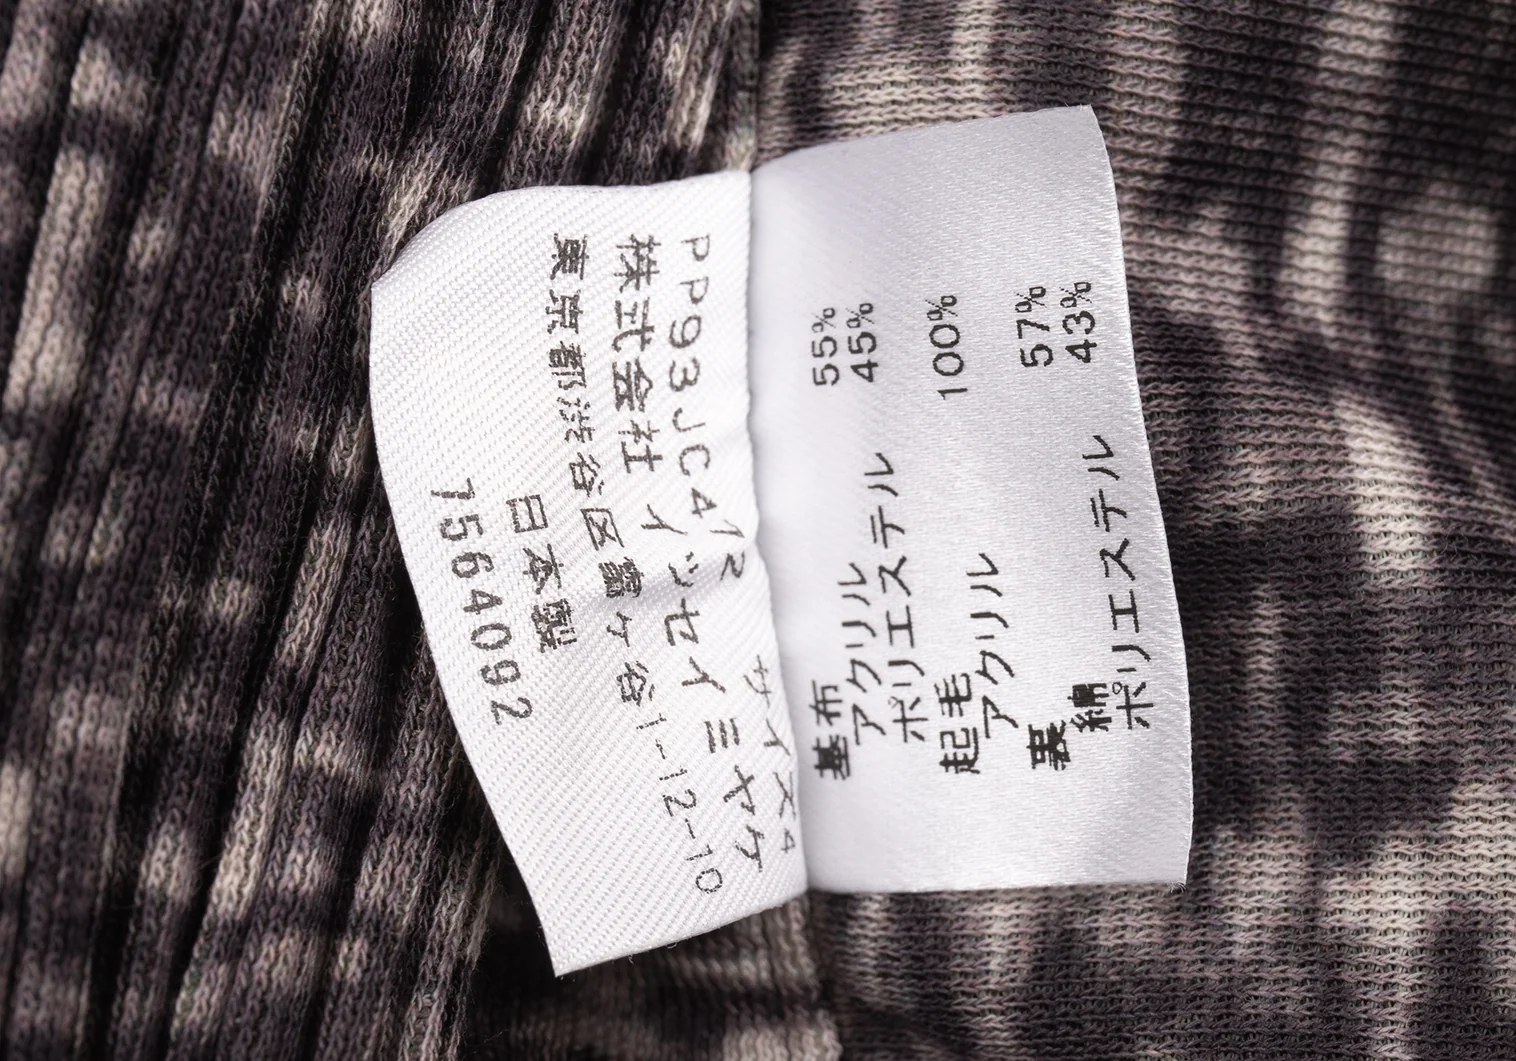 PP93JC412 サイズ4
株式会社 イッセイ ミヤケ
東京都渋谷区富ケ谷1-12-10
日本製
7564092
基布
アクリル 55%
ポリエステル 45%
起毛
アクリル 100%
裏
綿 57%
ポリエステル 43%